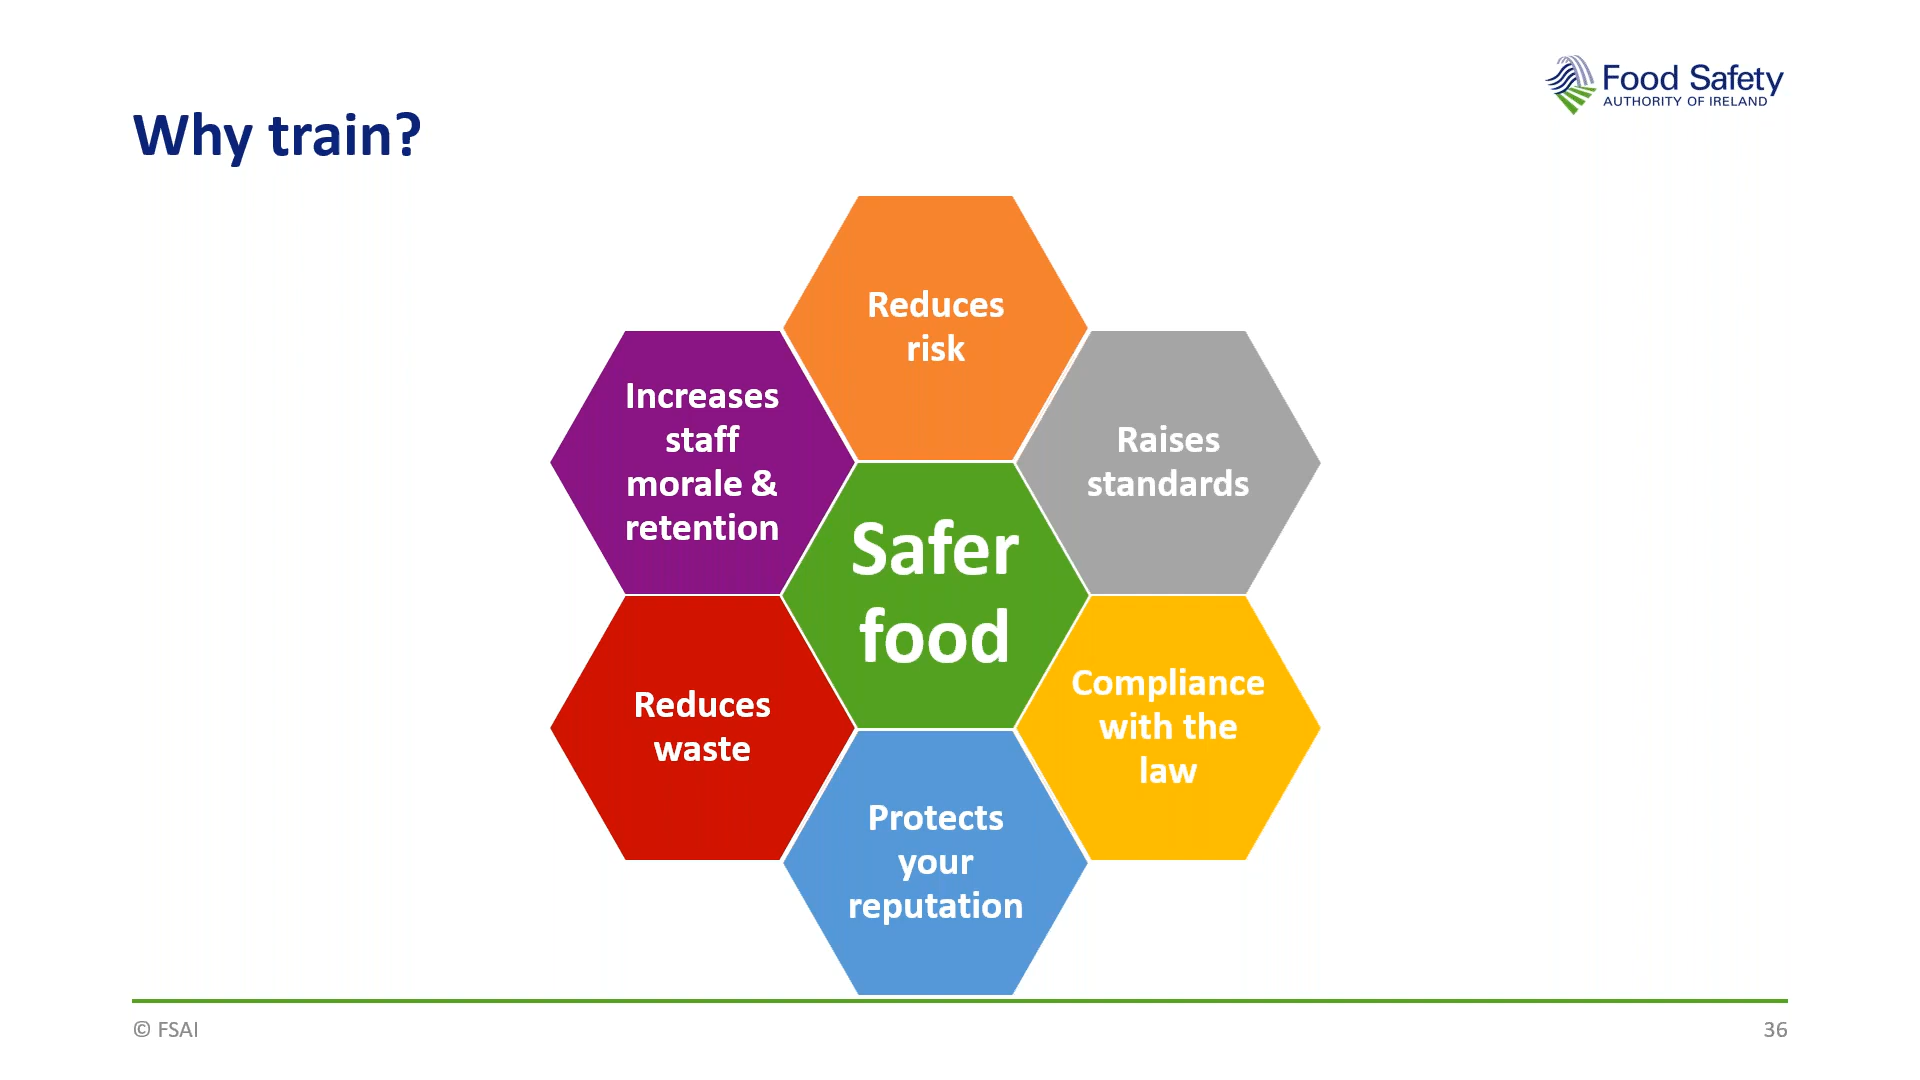 Food Safety
AUTHORITY OF IRELAND
Why train?
Reduces
risk
Increases
staff
morale &
retention
Raises
standards
Safer
food
Reduces
waste
Compliance
with the
law
Protects
your
reputation
© FSAI
36